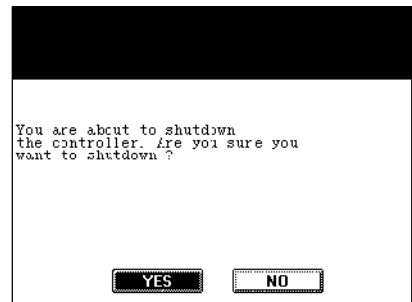 You are about to shutdown
the controller. Are you sure you
want to shutdown ?
YES
NO